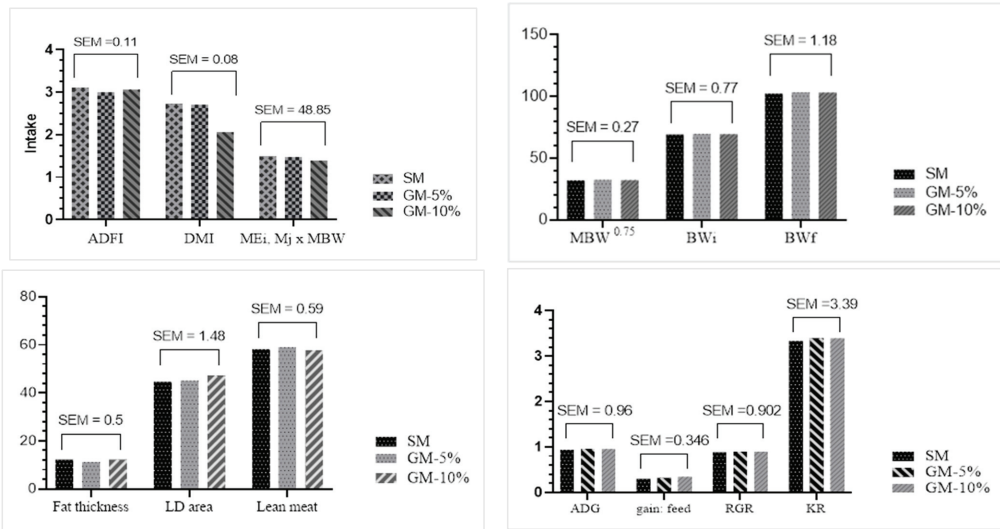 SEM =0.11
SEM = 0.08
SEM = 48.85
Intake
4
3
2
1
0
ADFI DMI MEi, Mj x MBW
SM
GM-5%
GM-10%
SEM = 1.18
SEM = 0.77
SEM = 0.27
150
100
50
0
MBW 0.75 BWi BWf
SM
GM-5%
GM-10%
SEM = 0.59
SEM = 1.48
SEM = 0.5
80
60
40
20
0
Fat thickness LD area Lean meat
SM
GM-5%
GM-10%
SEM =3.39
SEM = 0.96
SEM =0.902
SEM =0.346
4
3
2
1
0
ADG gain: feed RGR KR
SM
GM-5%
GM-10%